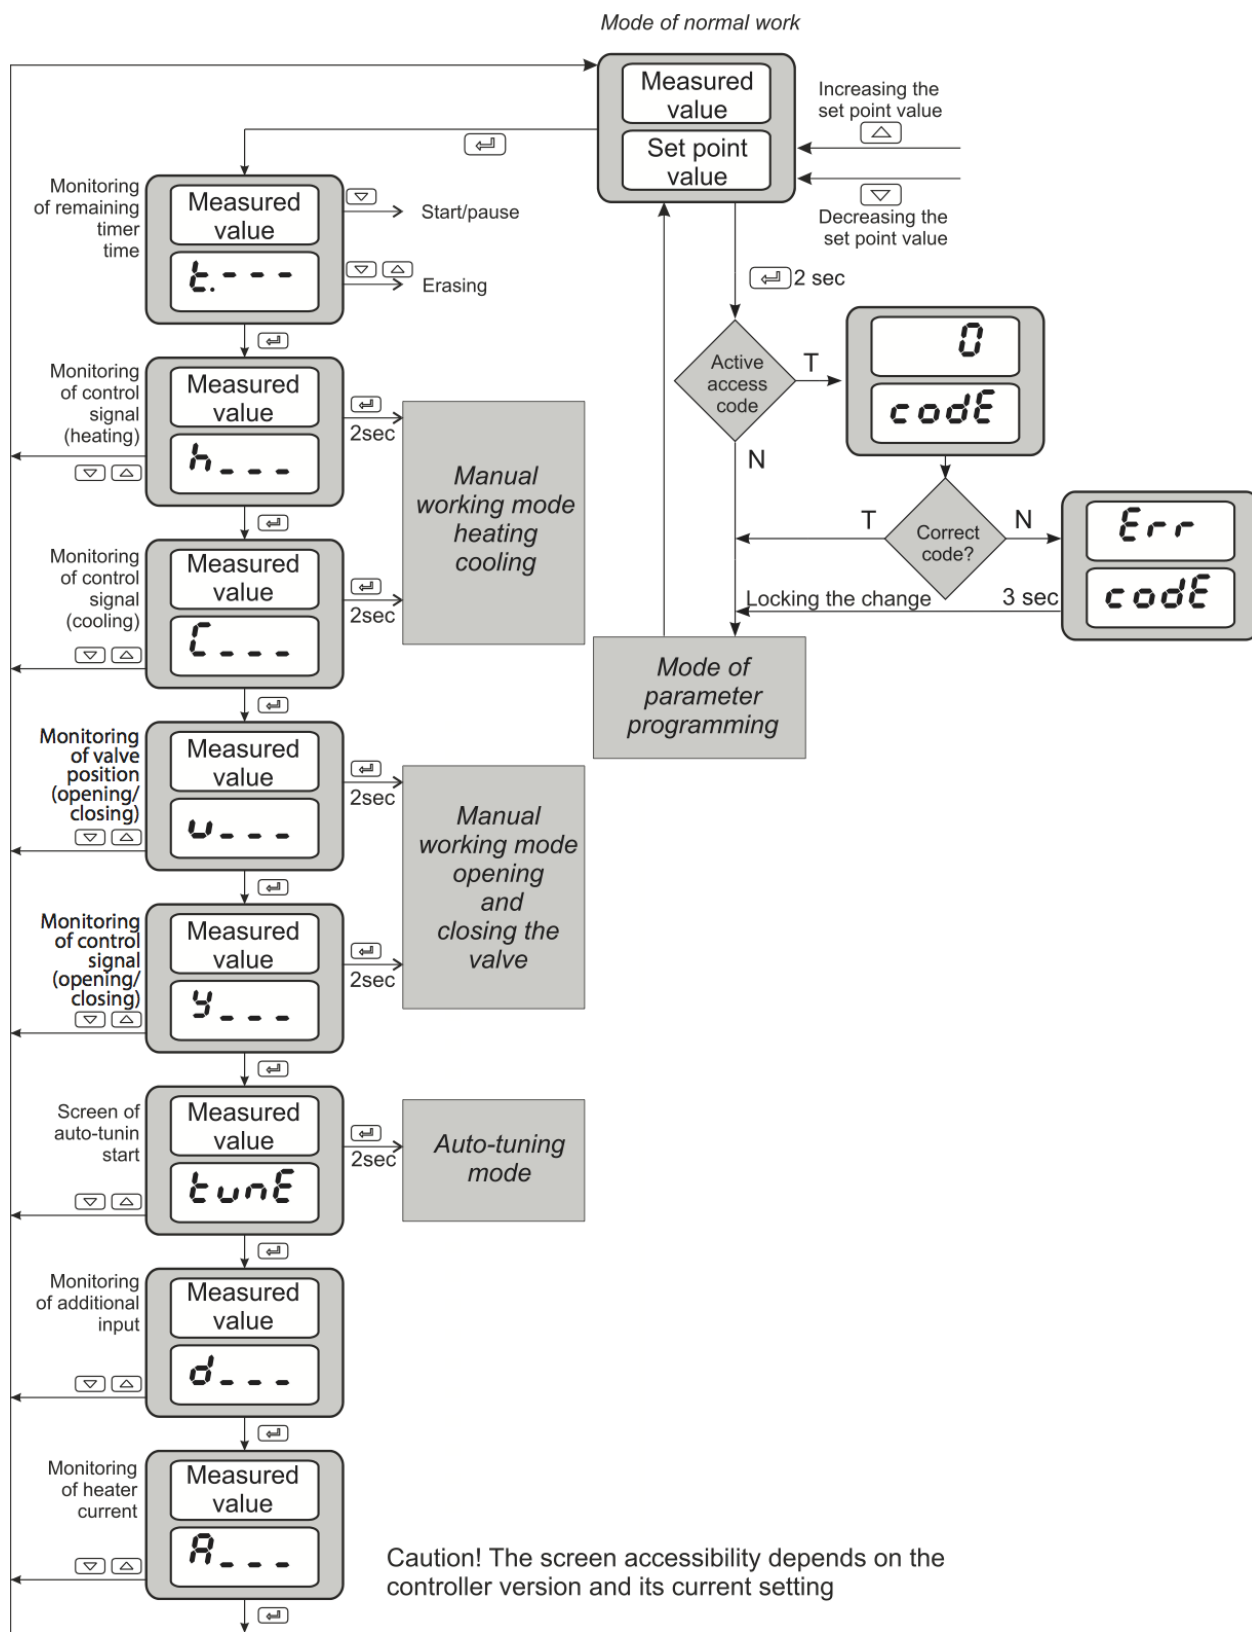 Mode of normal work
Measured
value
Set point
value
Increasing the
set point value
Decreasing the
set point value
Monitoring
of remaining
timer
time
Measured
value
t.---
Start/pause
Erasing
2 sec
Active
access
code
T
N
0
codE
Correct
code?
T
N
Err
codE
3 sec
Locking the change
Mode of
parameter
programming
Monitoring
of control
signal
(heating)
Measured
value
h___
2sec
Manual
working mode
heating
cooling
Monitoring
of control
signal
(cooling)
Measured
value
C___
2sec
Monitoring
of valve
position
(opening/
closing)
Measured
value
u___
2sec
Manual
working mode
opening
and
closing the
valve
Monitoring
of control
signal
(opening/
closing)
Measured
value
y___
2sec
Screen of
auto-tunin
start
Measured
value
tunE
2sec
Auto-tuning
mode
Monitoring
of additional
input
Measured
value
d___
Monitoring
of heater
current
Measured
value
A___
Caution! The screen accessibility depends on the
controller version and its current setting